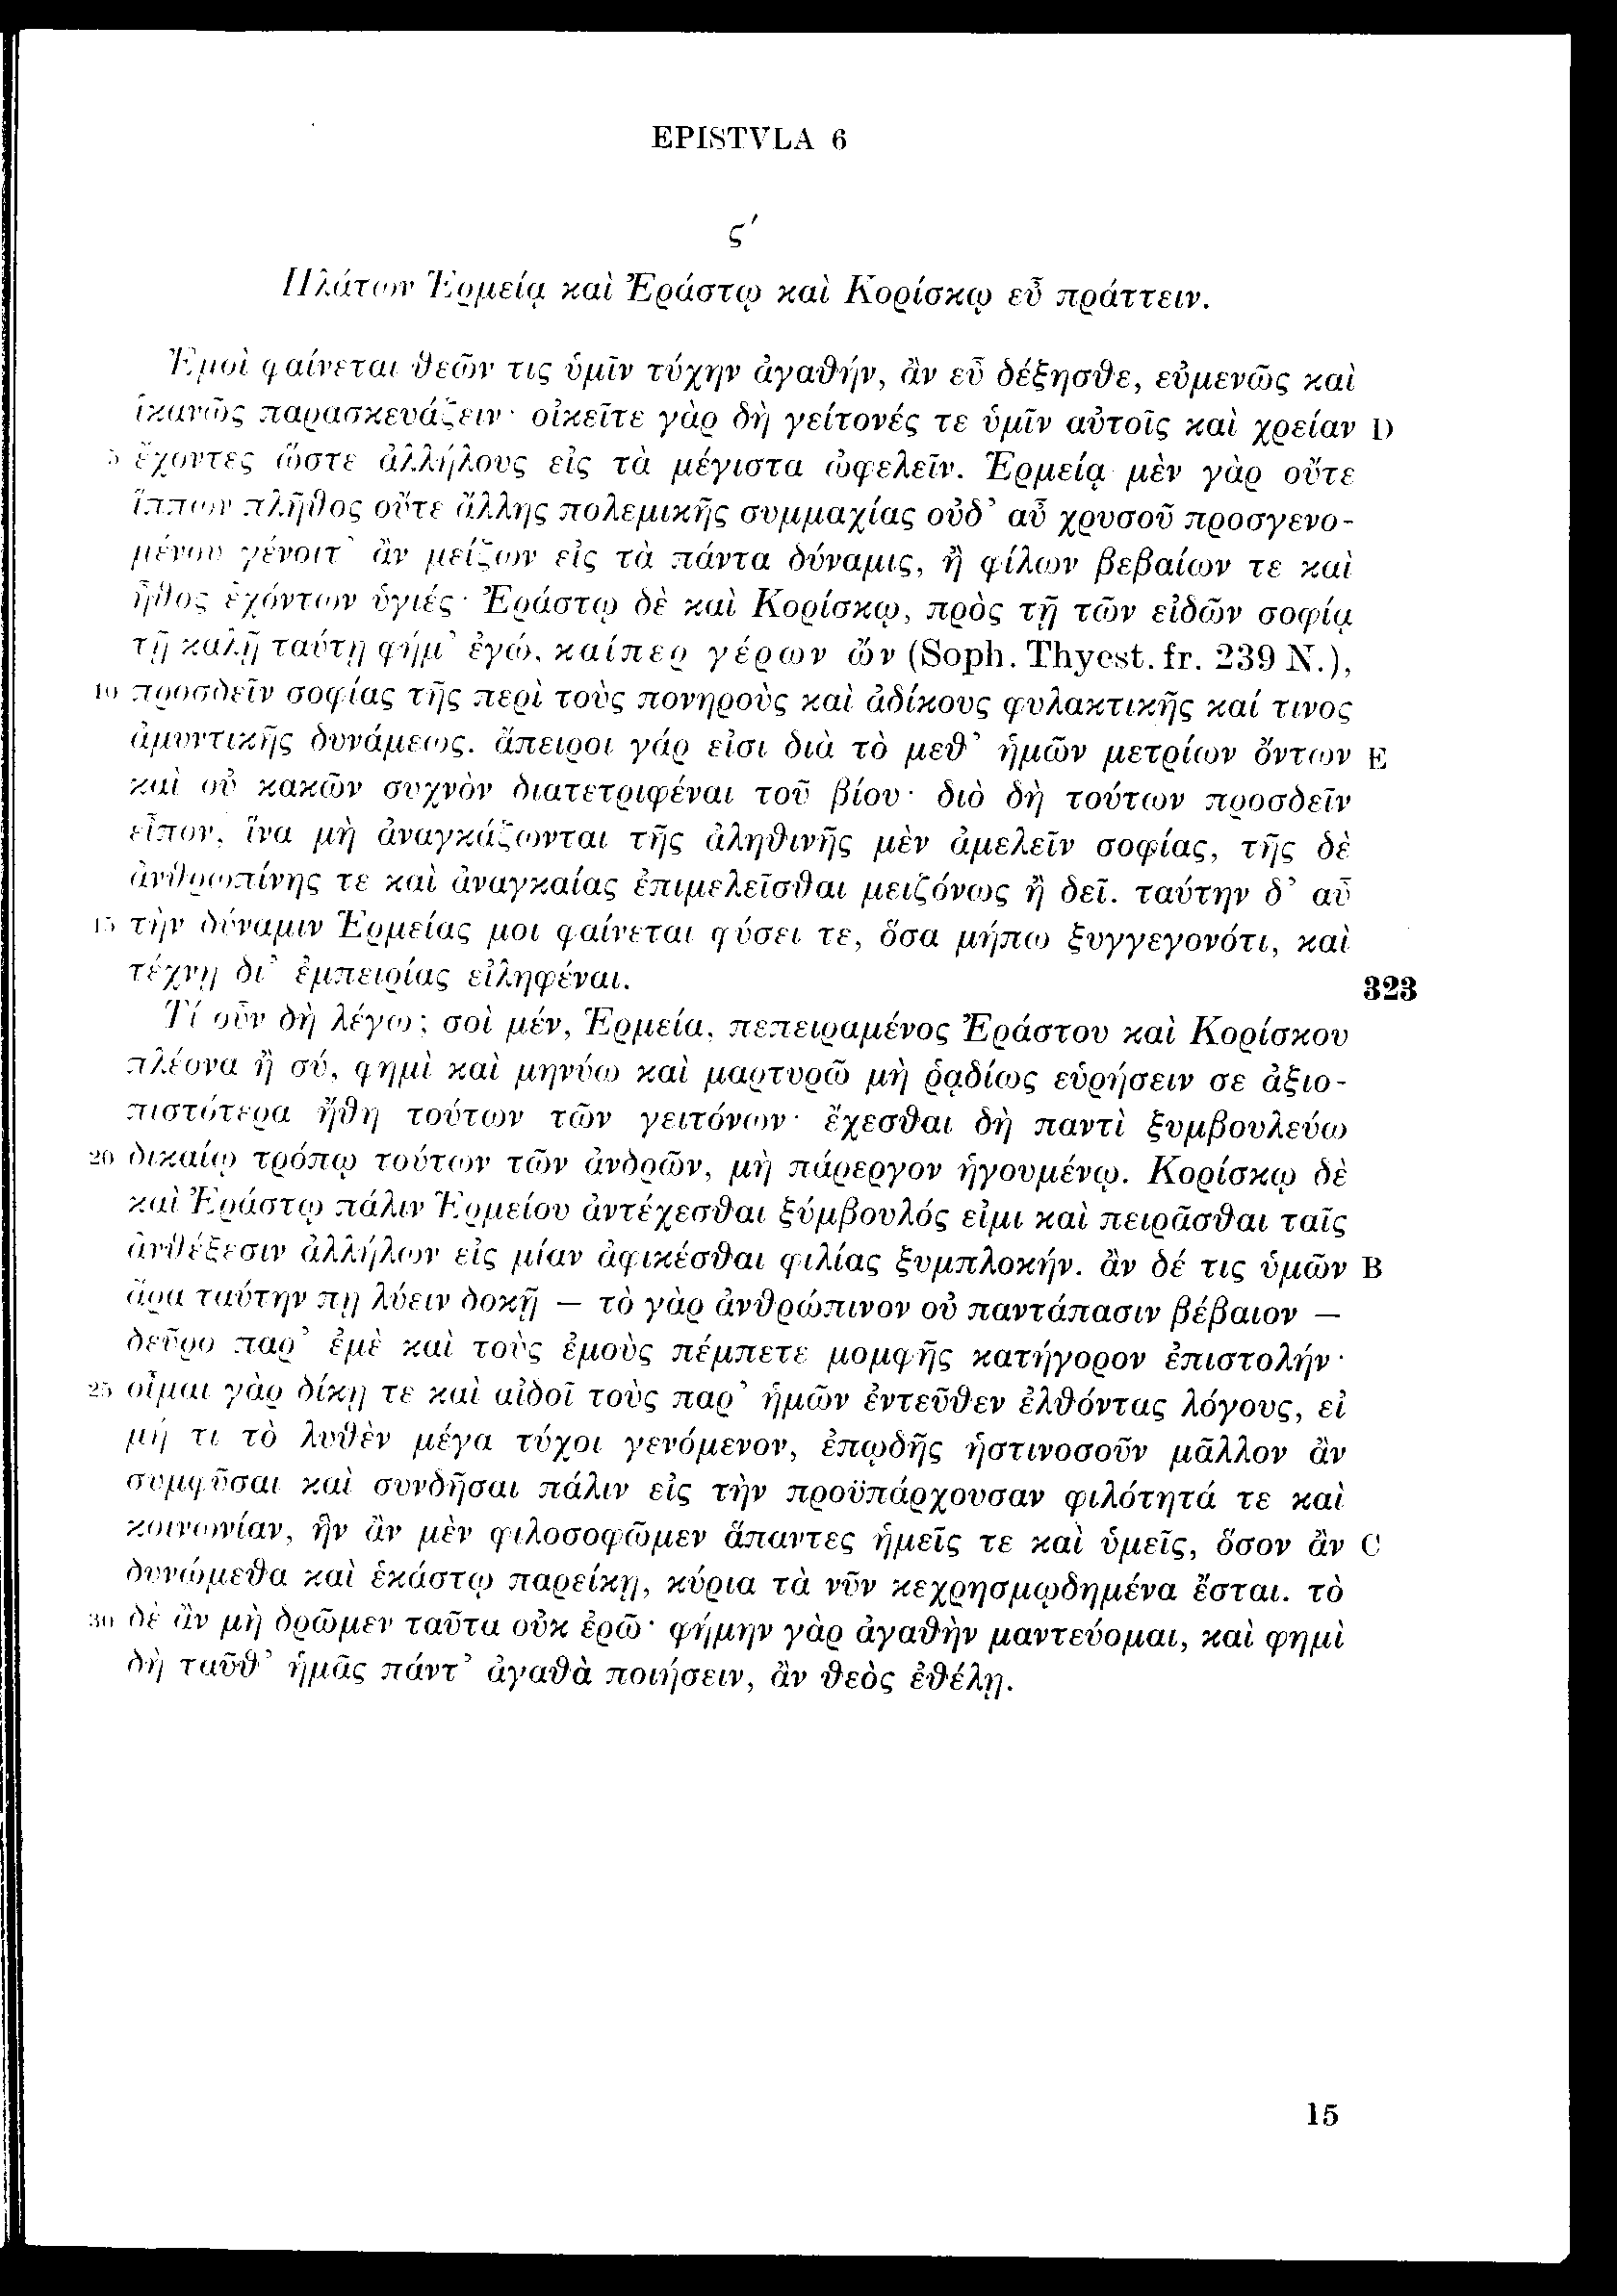 EPISTVLA 6
ς′
Πλάτων Ἑρμείᾳ καὶ Ἐράστῳ καὶ Κορίσκῳ εὖ πράττειν.
Ἐμοὶ φαίνεται θεῶν τις ὑμῖν τύχην ἀγαθήν, ἂν εὖ δέξησθε, εὐμενῶς καὶ
ἱκανῶς παρασκευάζειν· οἰκεῖτε γὰρ δὴ γείτονές τε ὑμῖν αὐτοῖς καὶ χρείαν D
5 ἔχοντες ὥστε ἀλλήλους εἰς τὰ μέγιστα ὠφελεῖν. Ἑρμείᾳ μὲν γὰρ οὔτε
ἵππων πλῆθος οὔτε ἄλλης πολεμικῆς συμμαχίας οὐδ’ αὖ χρυσοῦ προσγενο-
μένου γένοιτ’ ἂν μείζων εἰς τὰ πάντα δύναμις, ἢ φίλων βεβαίων τε καὶ
ἦθος ἐχόντων ὑγιές· Ἐράστῳ δὲ καὶ Κορίσκῳ, πρὸς τῇ τῶν εἰδῶν σοφίᾳ
τῇ καλῇ ταύτῃ φήμ’ ἐγώ, καίπερ γέρων ὤν (Soph. Thyest. fr. 239 N.),
10 προσδεῖν σοφίας τῆς περὶ τοὺς πονηροὺς καὶ ἀδίκους φυλακτικῆς καί τινος
ἀμυντικῆς δυνάμεως. ἄπειροι γάρ εἰσι διὰ τὸ μεθ’ ἡμῶν μετρίων ὄντων E
καὶ οὐ κακῶν συχνὸν διατετριφέναι τοῦ βίου· διὸ δὴ τούτων προσδεῖν
εἶπον, ἵνα μὴ ἀναγκάζωνται τῆς ἀληθινῆς μὲν ἀμελεῖν σοφίας, τῆς δὲ
ἀνθρωπίνης τε καὶ ἀναγκαίας ἐπιμελεῖσθαι μειζόνως ἢ δεῖ. ταύτην δ’ αὖ
15 τὴν δύναμιν Ἑρμείας μοι φαίνεται φύσει τε, ὅσα μήπω ξυγγεγονότι, καὶ
τέχνῃ δι’ ἐμπειρίας εἰληφέναι. 323
Τί οὖν δὴ λέγω; σοὶ μέν, Ἑρμεία, πεπειραμένος Ἐράστου καὶ Κορίσκου
πλέονα ἢ σύ, φημὶ καὶ μηνύω καὶ μαρτυρῶ μὴ ῥᾳδίως εὑρήσειν σε ἀξιο-
πιστότερα ἤθη τούτων τῶν γειτόνων· ἔχεσθαι δὴ παντὶ ξυμβουλεύω
20 δικαίῳ τρόπῳ τούτων τῶν ἀνδρῶν, μὴ πάρεργον ἡγουμένῳ. Κορίσκῳ δὲ
καὶ Ἐράστῳ πάλιν Ἑρμείου ἀντέχεσθαι ξύμβουλός εἰμι καὶ πειρᾶσθαι ταῖς
ἀνθέξεσιν ἀλλήλων εἰς μίαν ἀφικέσθαι φιλίας ξυμπλοκήν. ἂν δέ τις ὑμῶν B
ἄρα ταύτην πῃ λύειν δοκῇ — τὸ γὰρ ἀνθρώπινον οὐ παντάπασιν βέβαιον —
δεῦρο παρ’ ἐμὲ καὶ τοὺς ἐμοὺς πέμπετε μομφῆς κατήγορον ἐπιστολήν·
25 οἶμαι γὰρ δίκῃ τε καὶ αἰδοῖ τοὺς παρ’ ἡμῶν ἐντεῦθεν ἐλθόντας λόγους, εἰ
μή τι τὸ λυθὲν μέγα τύχοι γενόμενον, ἐπῳδῆς ἡστινοσοῦν μᾶλλον ἂν
συμφῦσαι καὶ συνδῆσαι πάλιν εἰς τὴν προϋπάρχουσαν φιλότητά τε καὶ
κοινωνίαν, ἣν ἂν μὲν φιλοσοφῶμεν ἅπαντες ἡμεῖς τε καὶ ὑμεῖς, ὅσον ἂν C
δυνώμεθα καὶ ἑκάστῳ παρείκῃ, κύρια τὰ νῦν κεχρησμῳδημένα ἔσται. τὸ
30 δὲ ἂν μὴ δρῶμεν ταῦτα οὐκ ἐρῶ· φήμην γὰρ ἀγαθὴν μαντεύομαι, καὶ φημὶ
δὴ ταῦθ’ ἡμᾶς πάντ’ ἀγαθὰ ποιήσειν, ἂν θεὸς ἐθέλῃ.
15